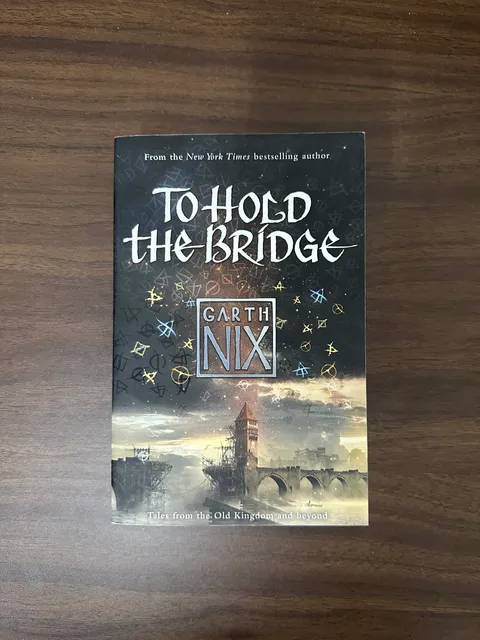 From the New York Times bestselling author
TO HOLD
THE BRIDGE
GARTH
NIX
Tales from the Old Kingdom and beyond